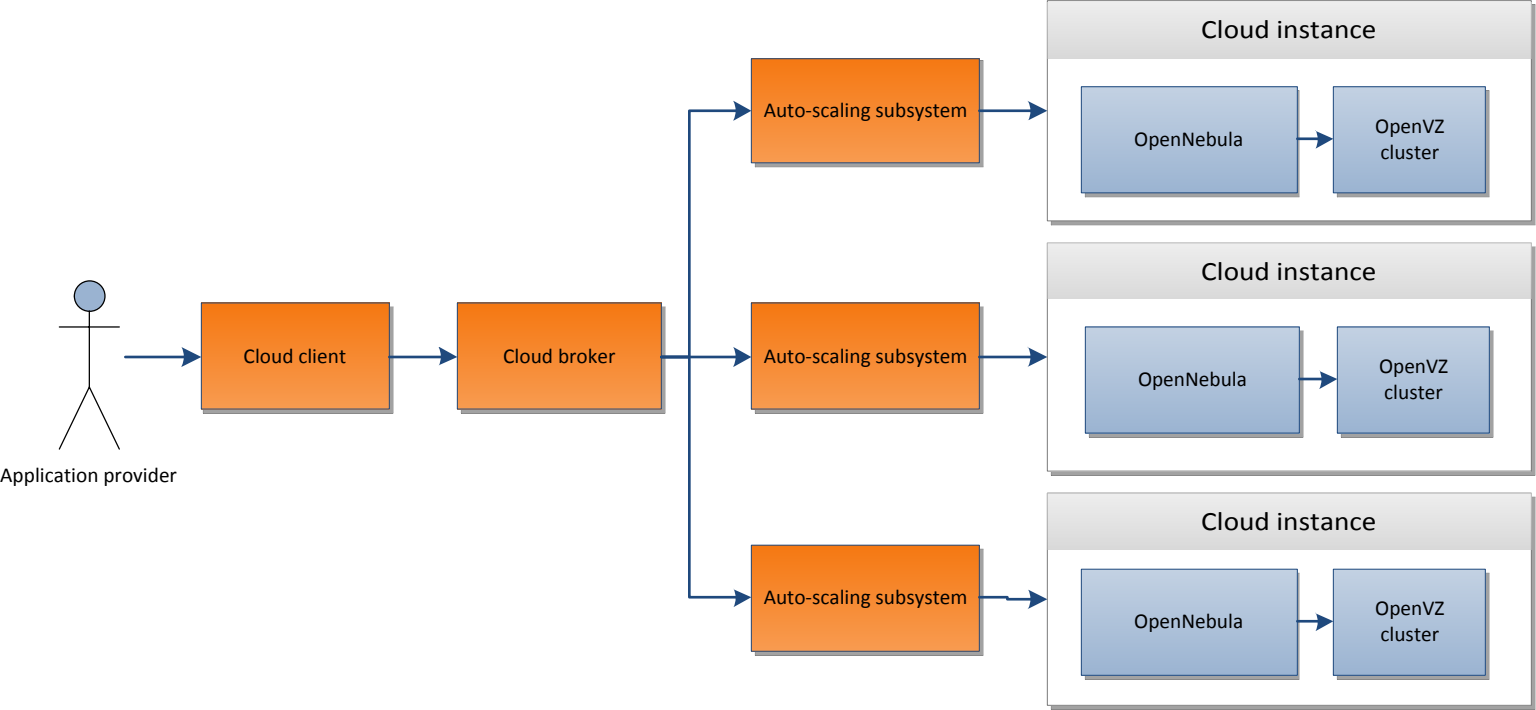 Cloud instance
Auto-scaling subsystem
OpenNebula
OpenVZ
cluster
Cloud instance
Cloud client
Cloud broker
Auto-scaling subsystem
OpenNebula
OpenVZ
cluster
Application provider
Cloud instance
Auto-scaling subsystem
OpenNebula
OpenVZ
cluster